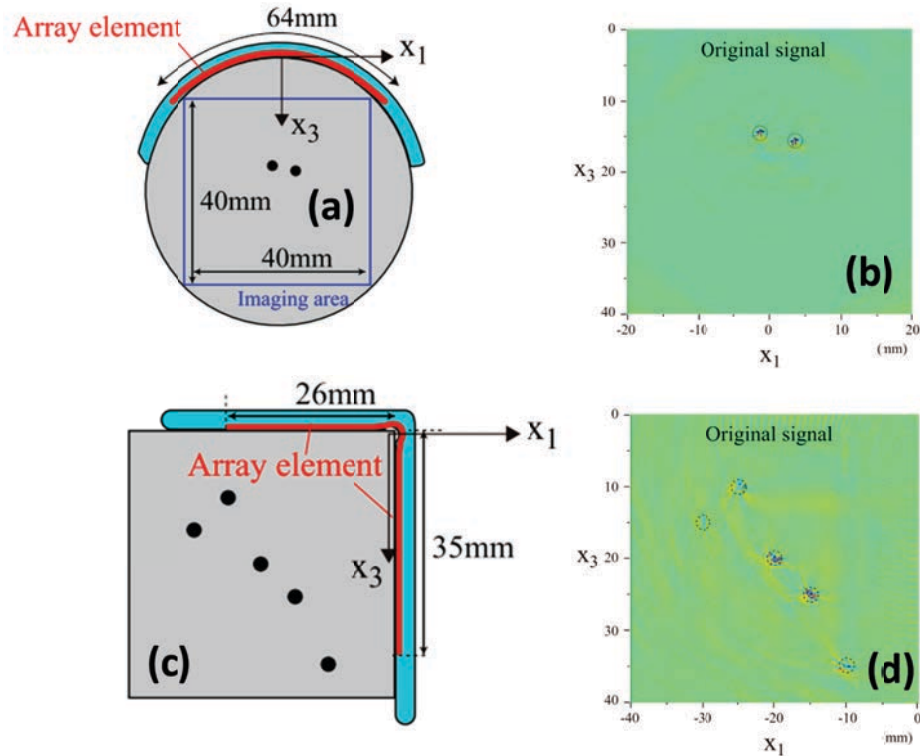 64mm
Array element
x1
x3
(a)
40mm
40mm
Imaging area
0
10
20
30
40
x3
Original signal
(b)
-20
-10
0
10
20
(mm)
x1
26mm
x1
Array element
x3
35mm
(c)
0
10
20
30
40
x3
Original signal
(d)
-40
-30
-20
-10
0
mm)
x1